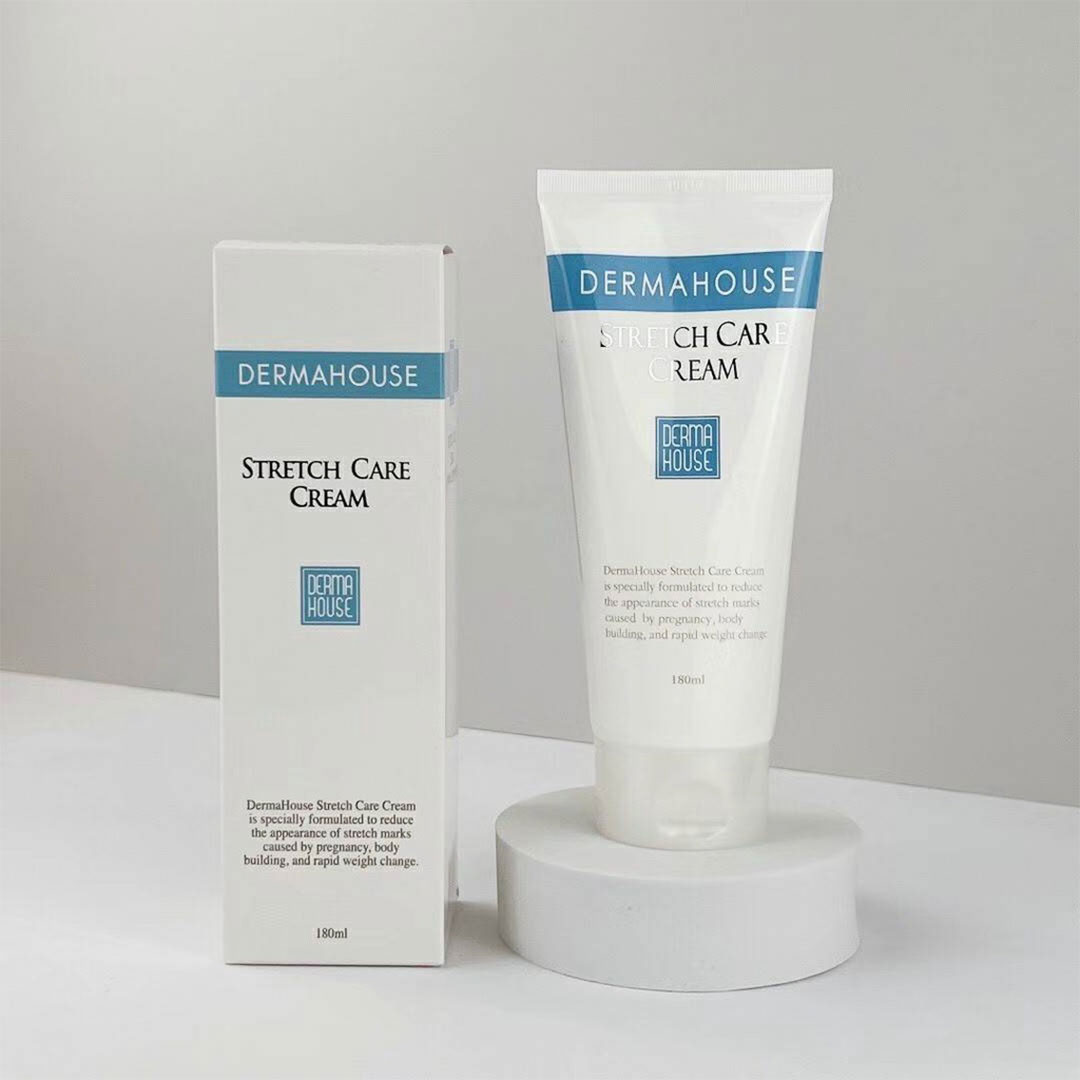 DERMAHOUSE
STRETCH CARE
CREAM
DERMA
HOUSE
DermaHouse Stretch Care Cream
is specially formulated to reduce
the appearance of stretch marks
caused by pregnancy, body
building, and rapid weight change.
180ml
DERMAHOUSE
STRETCH CARE
CREAM
DERMA
HOUSE
DermaHouse Stretch Care Cream
is specially formulated to reduce
the appearance of stretch marks
caused by pregnancy, body
building, and rapid weight change
180ml